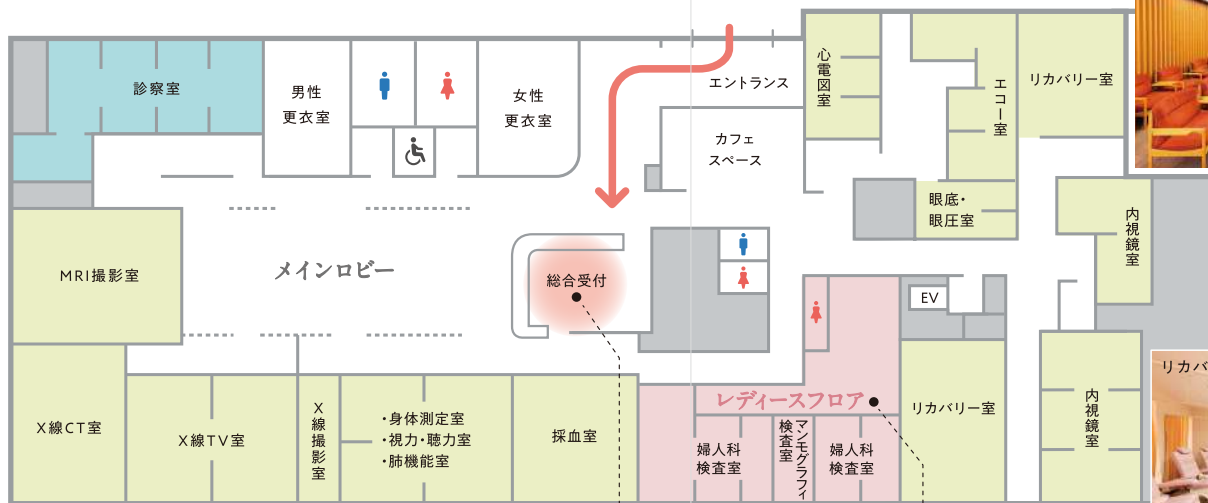 診察室
男性
更衣室
女性
更衣室
エントランス
カフェ
スペース
心電図室
エコー室
リカバリー室
眼底・
眼圧室
内視鏡室
MRI撮影室
メインロビー
総合受付
EV
X線CT室
X線TV室
X線撮影室
・身体測定室
・視力・聴力室
・肺機能室
採血室
レディースフロア
婦人科
検査室
マンモグラフィ
検査室
婦人科
検査室
リカバリー室
内視鏡室
リカバ